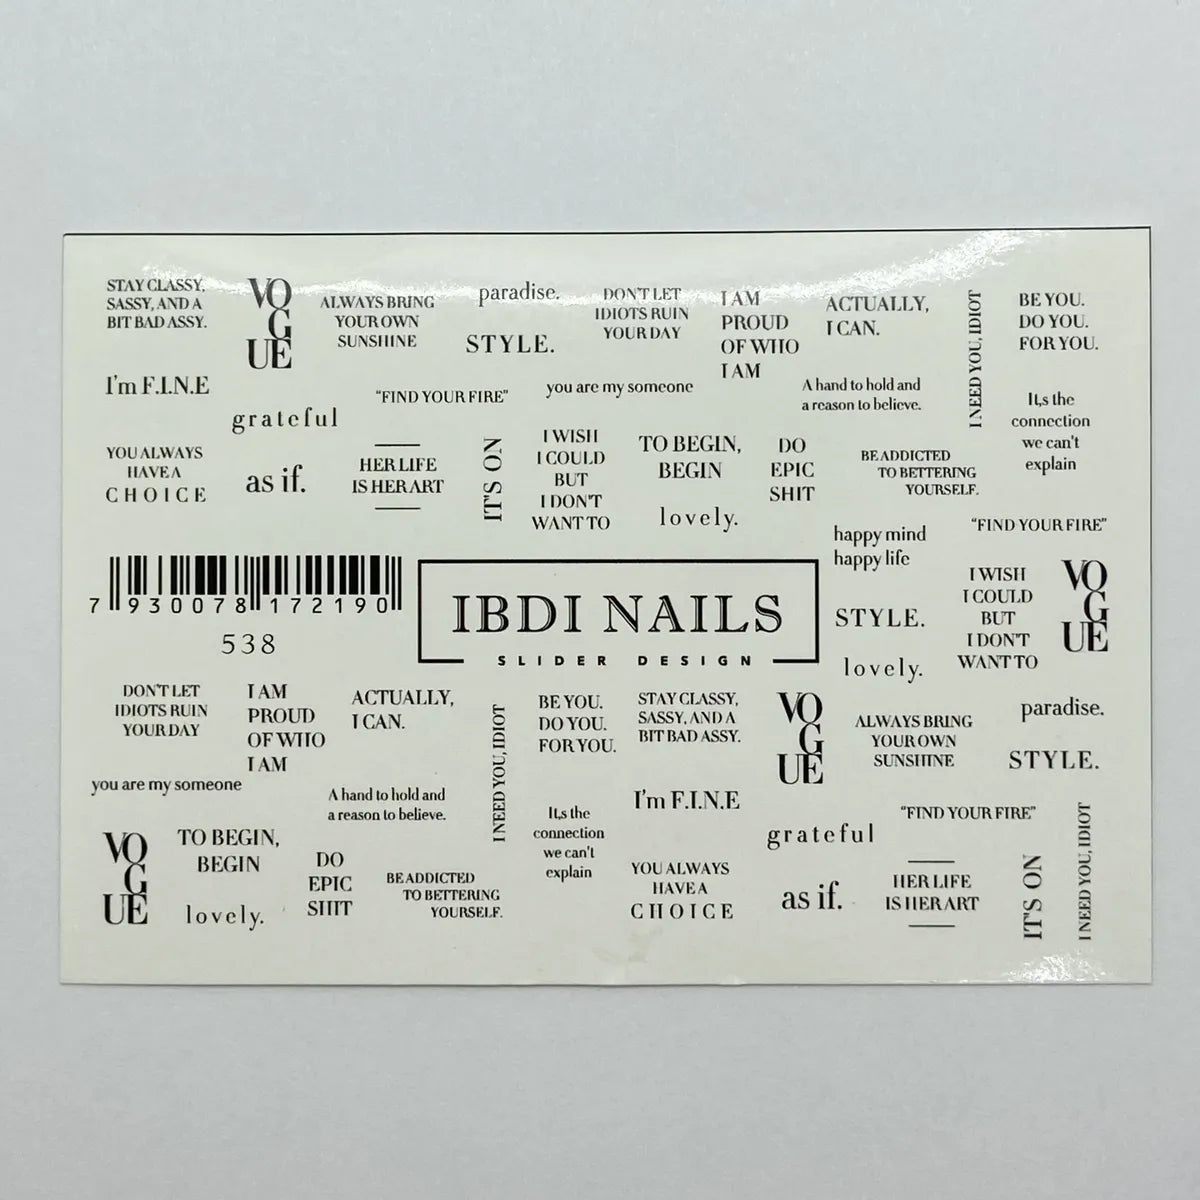 STAY CLASSY,
SASSY, AND A
BIT BAD ASSY.
VO
G
UE
ALWAYS BRING
YOUR OWN
SUNSHINE
paradise.
STYLE.
DON'T LET
IDIOTS RUIN
YOUR DAY
I AM
PROUD
OF WHO
I AM
ACTUALLY,
I CAN.
I NEED YOU, IDIOT
BE YOU.
DO YOU.
FOR YOU.
I'm F.I.N.E
grateful
"FIND YOUR FIRE"
you are my someone
A hand to hold and
a reason to believe.
It,s the
connection
we can't
explain
YOU ALWAYS
HAVE A
CHOICE
as if.
HER LIFE
IS HER ART
IT'S ON
I WISH
I COULD
BUT
I DON'T
WANT TO
TO BEGIN,
BEGIN
lovely.
DO
EPIC
SHIT
BE ADDICTED
TO BETTERING
YOURSELF.
happy mind
happy life
"FIND YOUR FIRE"
STYLE.
lovely.
I WISH
I COULD
BUT
I DON'T
WANT TO
VO
G
UE
7 930078 172190
538
IBDI NAILS
SLIDER DESIGN
DON'T LET
IDIOTS RUIN
YOUR DAY
I AM
PROUD
OF WHO
I AM
ACTUALLY,
I CAN.
I NEED YOU, IDIOT
BE YOU.
DO YOU.
FOR YOU.
STAY CLASSY,
SASSY, AND A
BIT BAD ASSY.
VO
G
UE
ALWAYS BRING
YOUR OWN
SUNSHINE
paradise.
STYLE.
you are my someone
A hand to hold and
a reason to believe.
It,s the
connection
we can't
explain
I'm F.I.N.E
grateful
"FIND YOUR FIRE"
I NEED YOU, IDIOT
VO
G
UE
TO BEGIN,
BEGIN
lovely.
DO
EPIC
SHIT
BE ADDICTED
TO BETTERING
YOURSELF.
YOU ALWAYS
HAVE A
CHOICE
as if.
HER LIFE
IS HER ART
IT'S ON